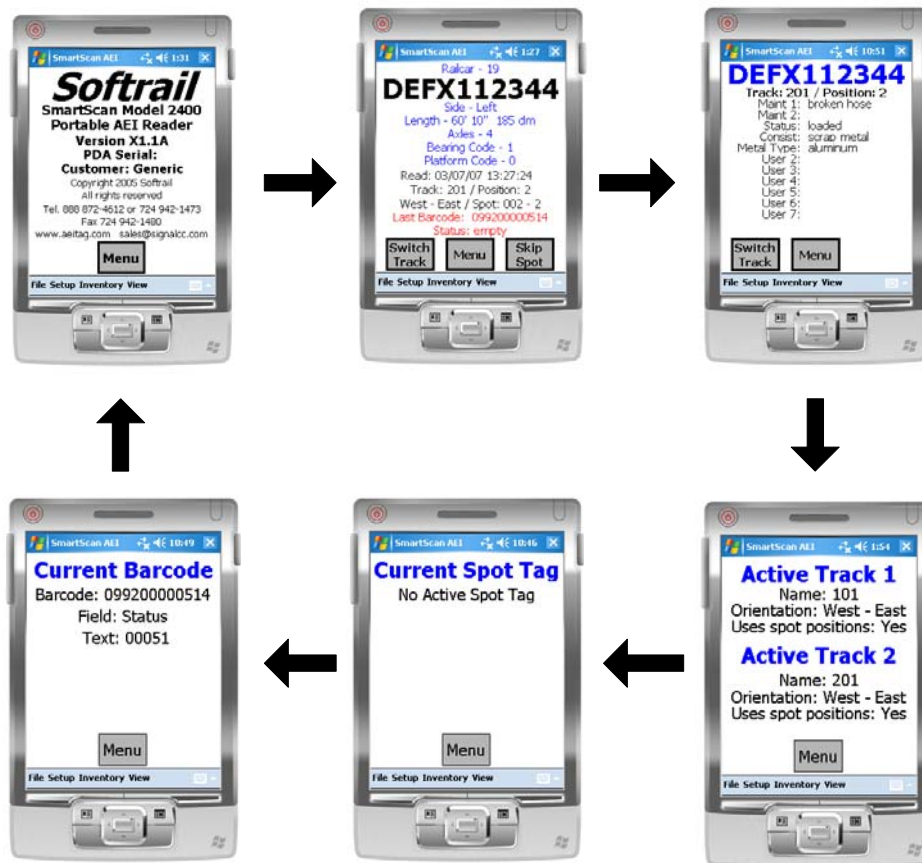 SmartScan AEI 1:31
Softrail
SmartScan Model 2400
Portable AEI Reader
Version X1.1A
PDA Serial:
Customer: Generic
Copyright 2005 Softrail
All rights reserved
Tel. 888 872-4612 or 724 942-1473
Fax 724 942-1480
www.aeitag.com sales@signalcc.com
Menu
File Setup Inventory View
SmartScan AEI 1:27
Railcar - 19
DEFX112344
Side - Left
Length - 60' 10" 185 dm
Axles - 4
Bearing Code - 1
Platform Code - 0
Read: 03/07/07 13:27:24
Track: 201 / Position: 2
West - East / Spot: 002 - 2
Last Barcode: 099200000514
Status: empty
Switch Track Menu Skip Spot
File Setup Inventory View
SmartScan AEI 10:51
DEFX112344
Track: 201 / Position: 2
Maint 1: broken hose
Maint 2:
Status: loaded
Consist: scrap metal
Metal Type: aluminum
User 2:
User 3:
User 4:
User 5:
User 6:
User 7:
Switch Track Menu
File Setup Inventory View
SmartScan AEI 1:54
Active Track 1
Name: 101
Orientation: West - East
Uses spot positions: Yes
Active Track 2
Name: 201
Orientation: West - East
Uses spot positions: Yes
Menu
File Setup Inventory View
SmartScan AEI 10:46
Current Spot Tag
No Active Spot Tag
Menu
File Setup Inventory View
SmartScan AEI 10:49
Current Barcode
Barcode: 099200000514
Field: Status
Text: 00051
Menu
File Setup Inventory View